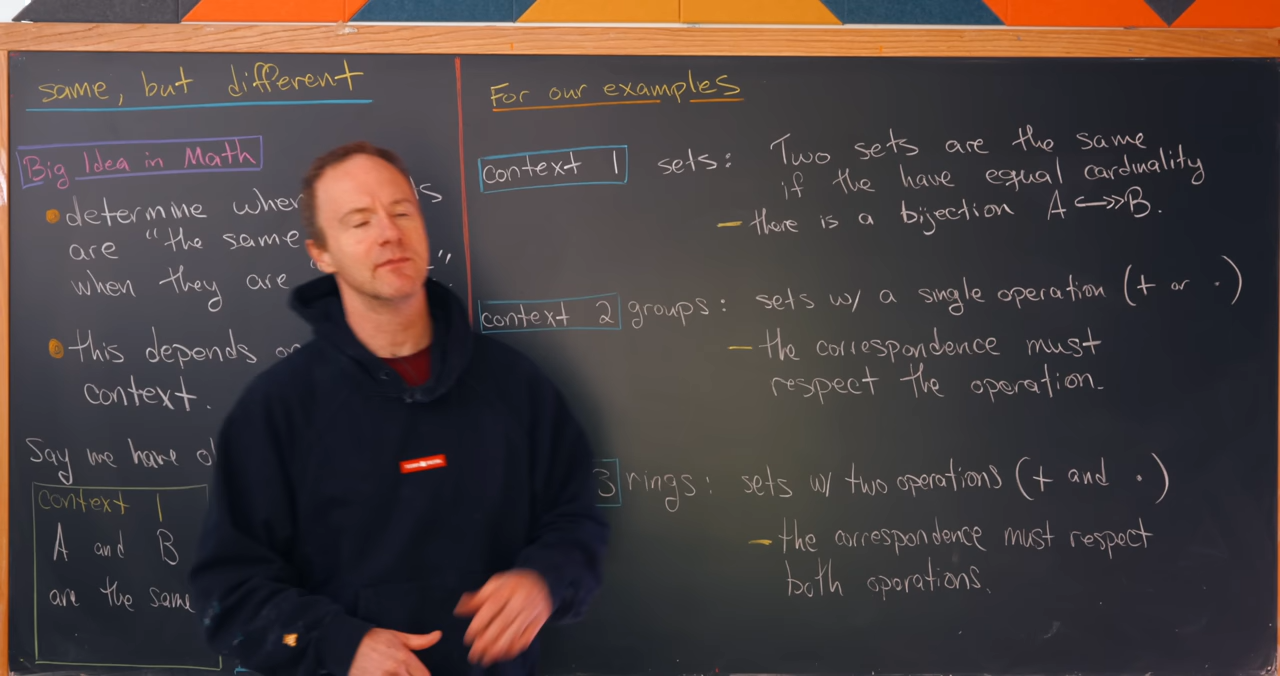 same, but different
Big Idea in Math
determine when
are "the same
when they are
this depends on
context.
Say we have
context 1
A and B
are the same
For our examples
context 1 sets: Two sets are the same
if the have equal cardinality
— there is a bijection A ⟷ B.
context 2 groups: sets w/ a single operation (+ or ·)
— the correspondence must
respect the operation.
3 rings: sets w/ two operations (+ and ·)
— the correspondence must respect
both operations.